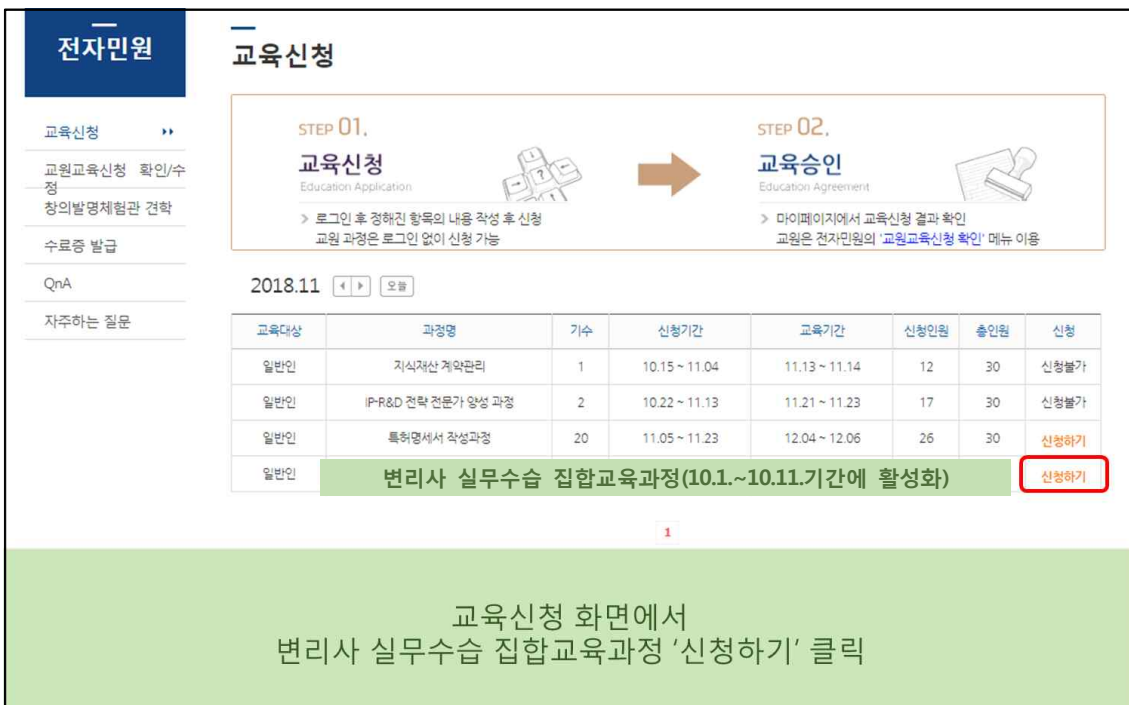 전자민원
교육신청
교원교육신청 확인/수
정
창의발명체험관 견학
수료증 발급
QnA
자주하는 질문
교육신청
STEP 01.
교육신청
Education Application
> 로그인 후 정해진 항목의 내용 작성 후 신청
교원 과정은 로그인 없이 신청 가능
STEP 02.
교육승인
Education Agreement
> 마이페이지에서 교육신청 결과 확인
교원은 전자민원의 '교원교육신청 확인' 메뉴 이용
2018.11 오늘
교육대상 과정명 기수 신청기간 교육기간 신청인원 총인원 신청
일반인 지식재산 계약관리 1 10.15 ~ 11.04 11.13 ~ 11.14 12 30 신청불가
일반인 IP-R&D 전략 전문가 양성 과정 2 10.22 ~ 11.13 11.21 ~ 11.23 17 30 신청불가
일반인 특허명세서 작성과정 20 11.05 ~ 11.23 12.04 ~ 12.06 26 30 신청하기
일반인 변리사 실무수습 집합교육과정(10.1.~10.11.기간에 활성화) 신청하기
1
교육신청 화면에서
변리사 실무수습 집합교육과정 ‘신청하기’ 클릭